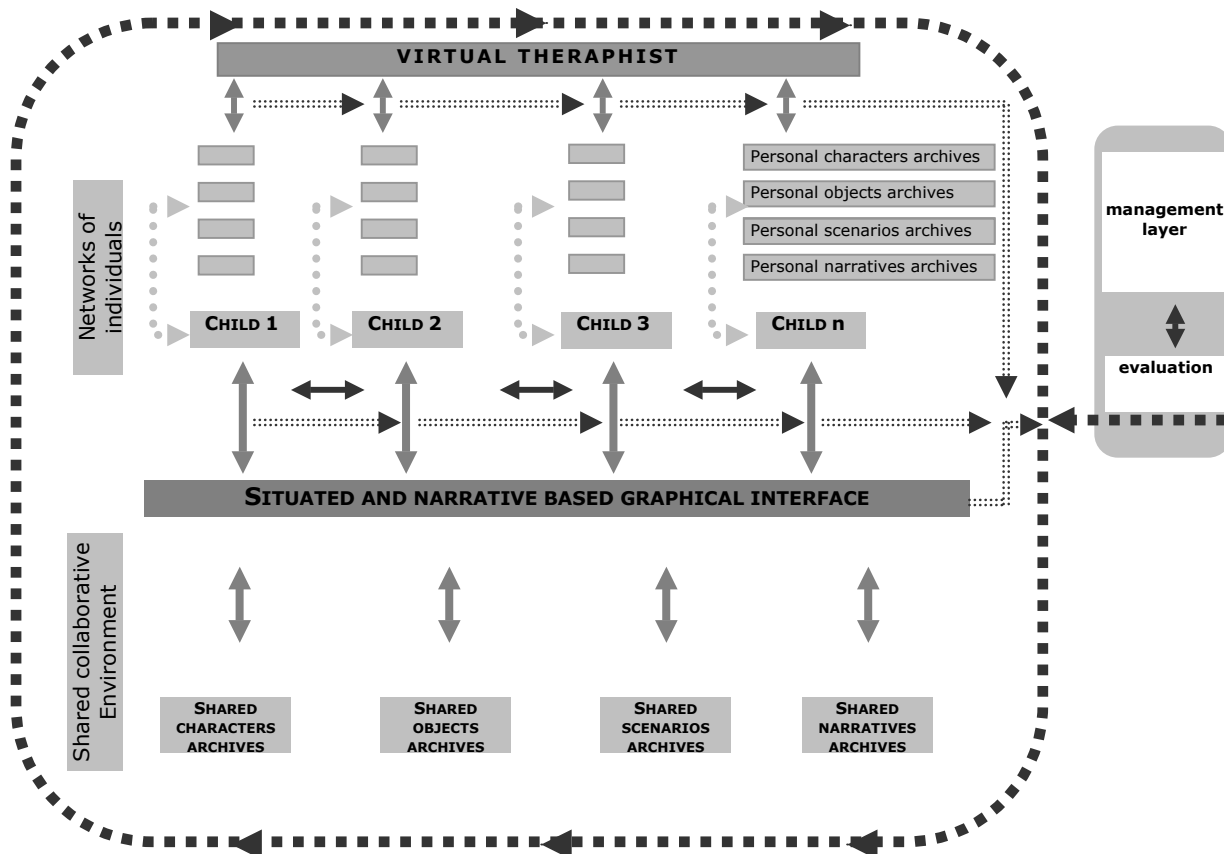 VIRTUAL THERAPHIST
Personal characters archives
Personal objects archives
Personal scenarios archives
Personal narratives archives
Networks of
individuals
CHILD 1
CHILD 2
CHILD 3
CHILD n
management
layer
evaluation
SITUATED AND NARRATIVE BASED GRAPHICAL INTERFACE
Shared collaborative
Environment
SHARED
CHARACTERS
ARCHIVES
SHARED
OBJECTS
ARCHIVES
SHARED
SCENARIOS
ARCHIVES
SHARED
NARRATIVES
ARCHIVES